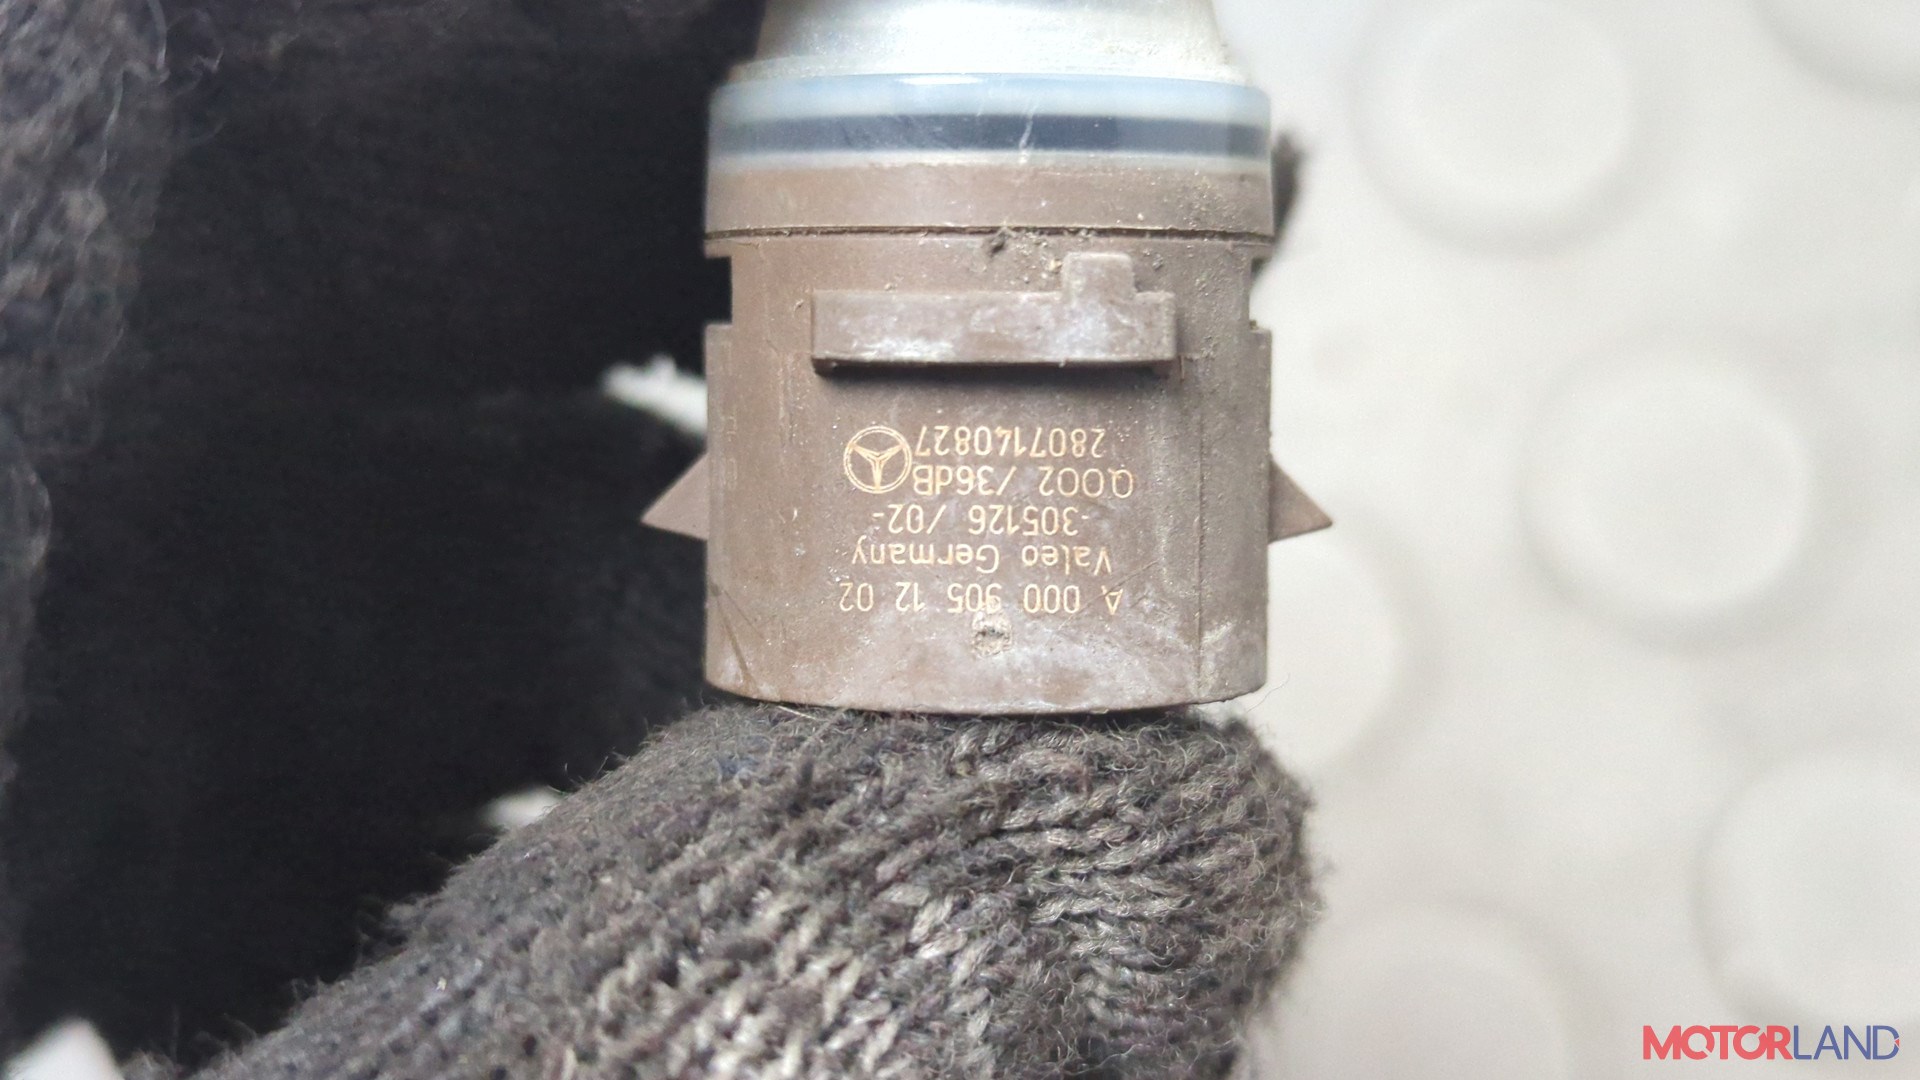 A 000 905 12 02
Valeo Germany
-305126 /02-
Q002 /36dB
2807140827
MOTORLAND